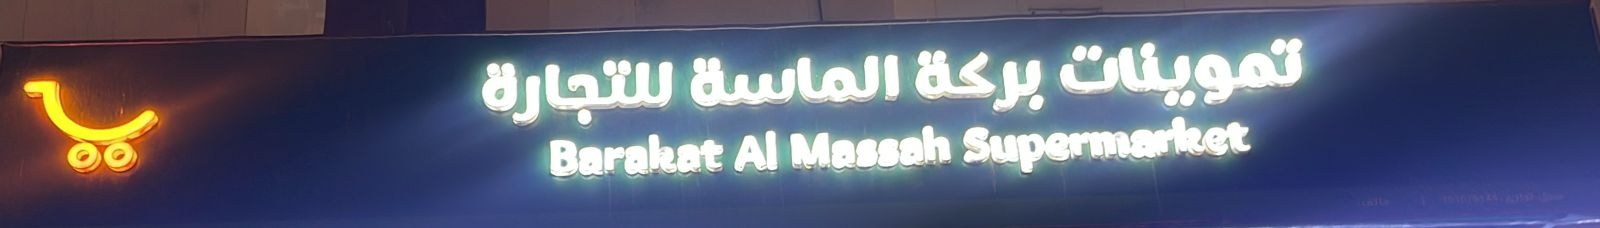 تموينات بركة الماسة للتجارة
Barakat Al Massah Supermarket